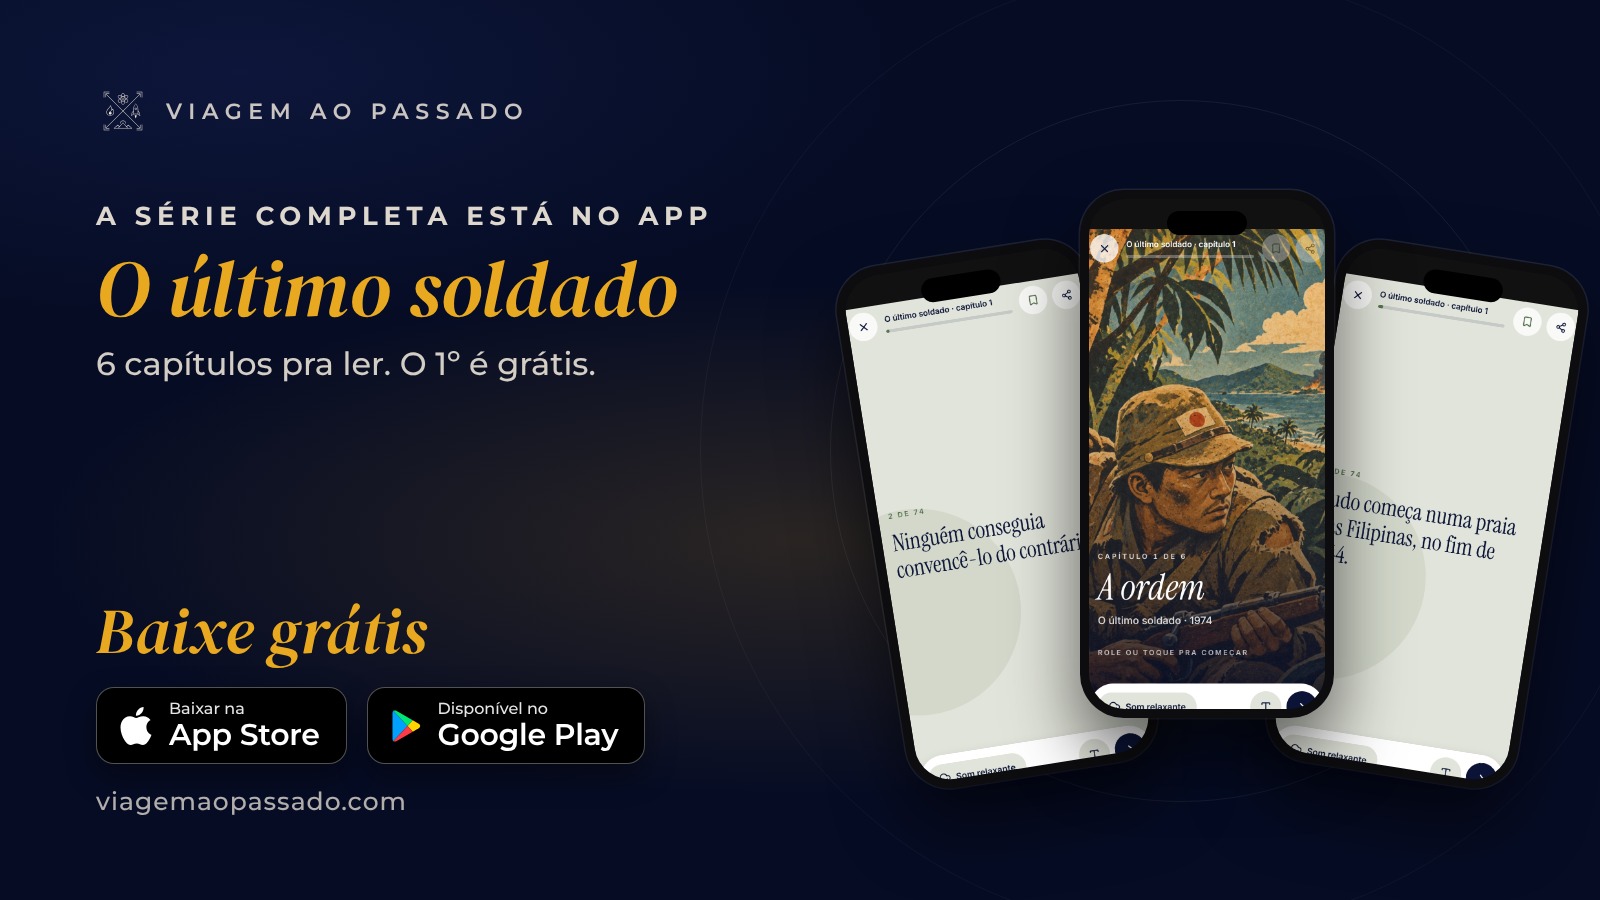 VIAGEM AO PASSADO
A SÉRIE COMPLETA ESTÁ NO APP
O último soldado
6 capítulos pra ler. O 1º é grátis.
Baixe grátis
Baixar na
App Store
Disponível no
Google Play
viagemaopassado.com
O último soldado · capítulo 1
2 DE 74
Ninguém conseguia
convencê-lo do contrári
Som relaxante
O último soldado · capítulo 1
CAPÍTULO 1 DE 6
A ordem
O último soldado · 1974
ROLE OU TOQUE PRA COMEÇAR
Som relaxante
T
O último soldado · capítulo 1
DE 74
udo começa numa praia
s Filipinas, no fim de
4.
Som relaxante
T